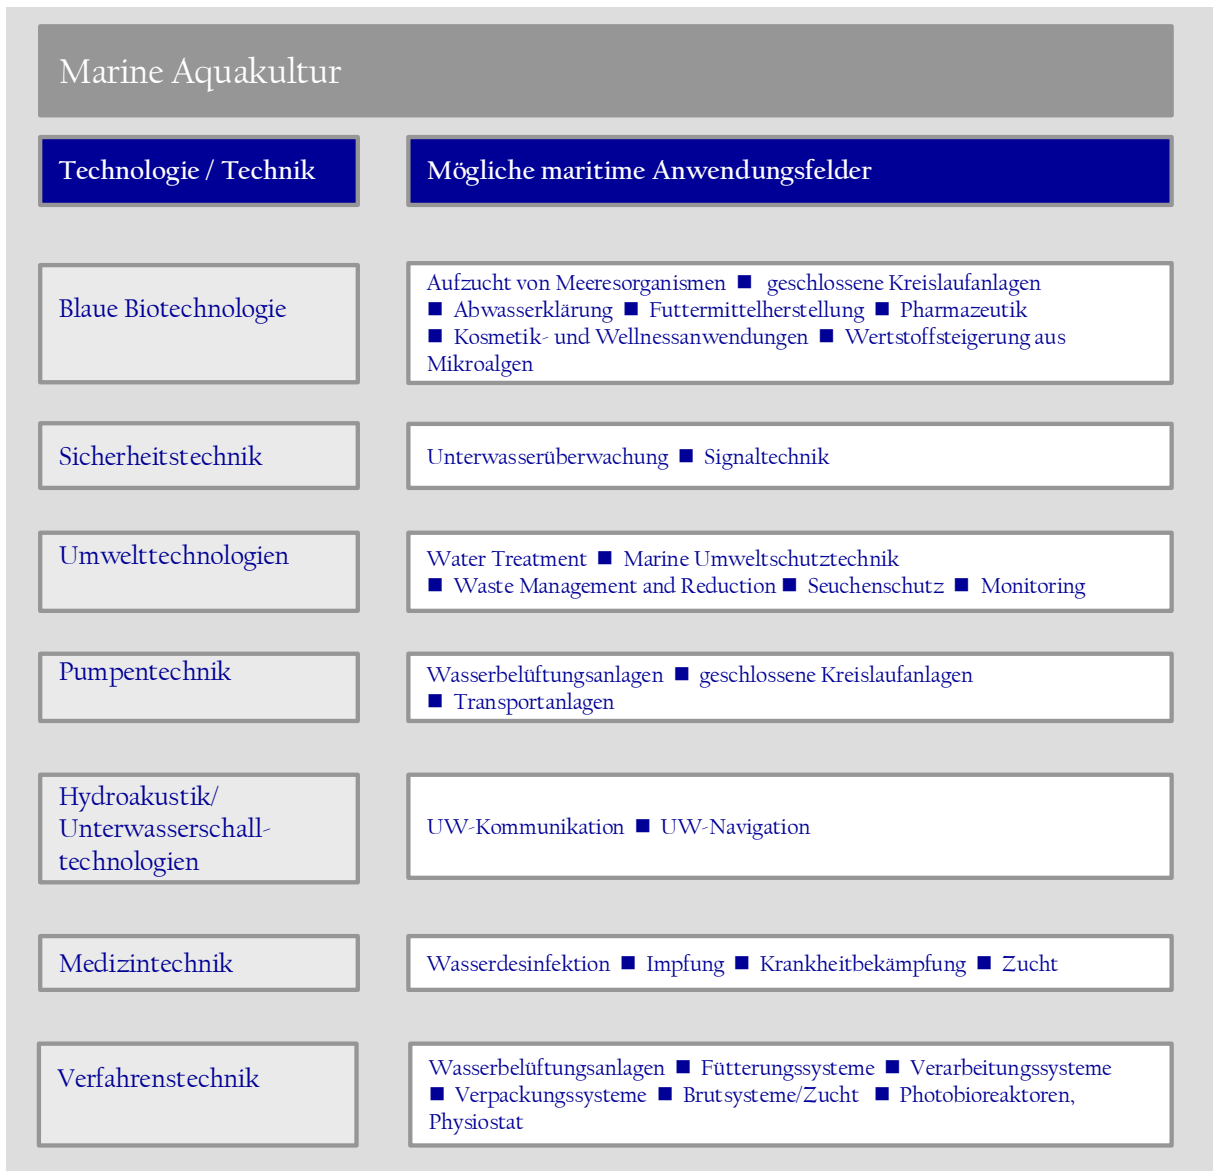 Marine Aquakultur
Technologie / Technik
Mögliche maritime Anwendungsfelder
Blaue Biotechnologie
Aufzucht von Meeresorganismen ■ geschlossene Kreislaufanlagen
■ Abwasserklärung ■ Futtermittelherstellung ■ Pharmazeutik
■ Kosmetik- und Wellnessanwendungen ■ Wertstoffsteigerung aus
Mikroalgen
Sicherheitstechnik
Unterwasserüberwachung ■ Signaltechnik
Umwelttechnologien
Water Treatment ■ Marine Umweltschutztechnik
■ Waste Management and Reduction ■ Seuchenschutz ■ Monitoring
Pumpentechnik
Wasserbelüftungsanlagen ■ geschlossene Kreislaufanlagen
■ Transportanlagen
Hydroakustik/
Unterwasserschall-
technologien
UW-Kommunikation ■ UW-Navigation
Medizintechnik
Wasserdesinfektion ■ Impfung ■ Krankheitbekämpfung ■ Zucht
Verfahrenstechnik
Wasserbelüftungsanlagen ■ Fütterungssysteme ■ Verarbeitungssysteme
■ Verpackungssysteme ■ Brutsysteme/Zucht ■ Photobioreaktoren,
Physiostat